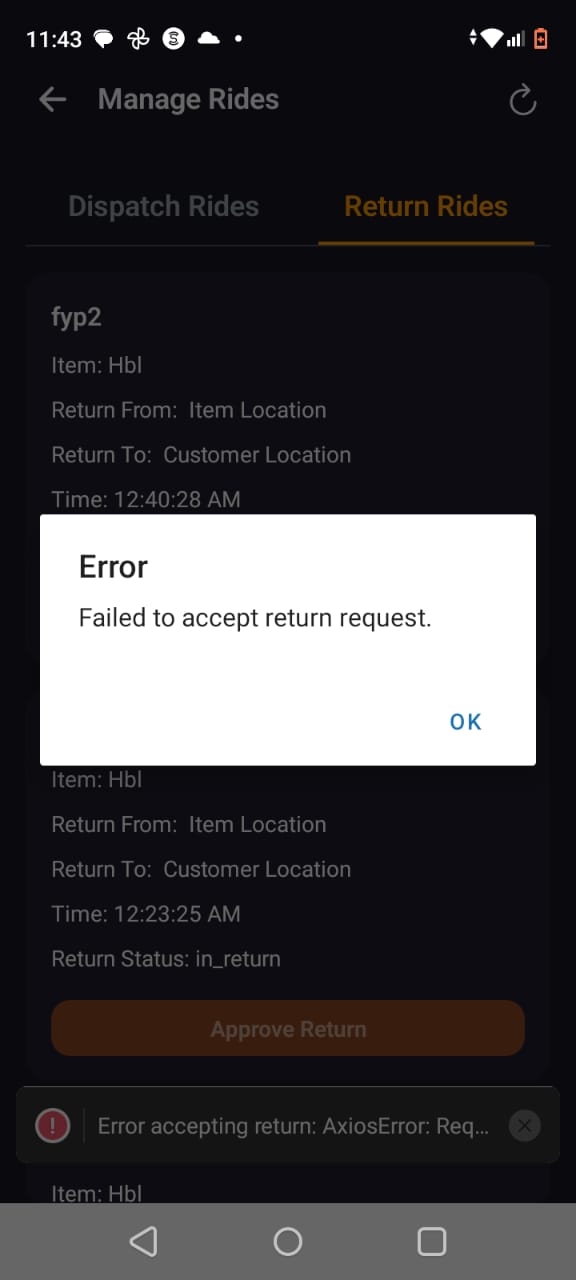 11:43
Manage Rides
Dispatch Rides
Return Rides
fyp2
Item: Hbl
Return From:  Item Location
Return To:  Customer Location
Time: 12:40:28 AM
Error
Failed to accept return request.
OK
Item: Hbl
Return From:  Item Location
Return To:  Customer Location
Time: 12:23:25 AM
Return Status: in_return
Approve Return
Error accepting return: AxiosError: Req...
Item: Hbl